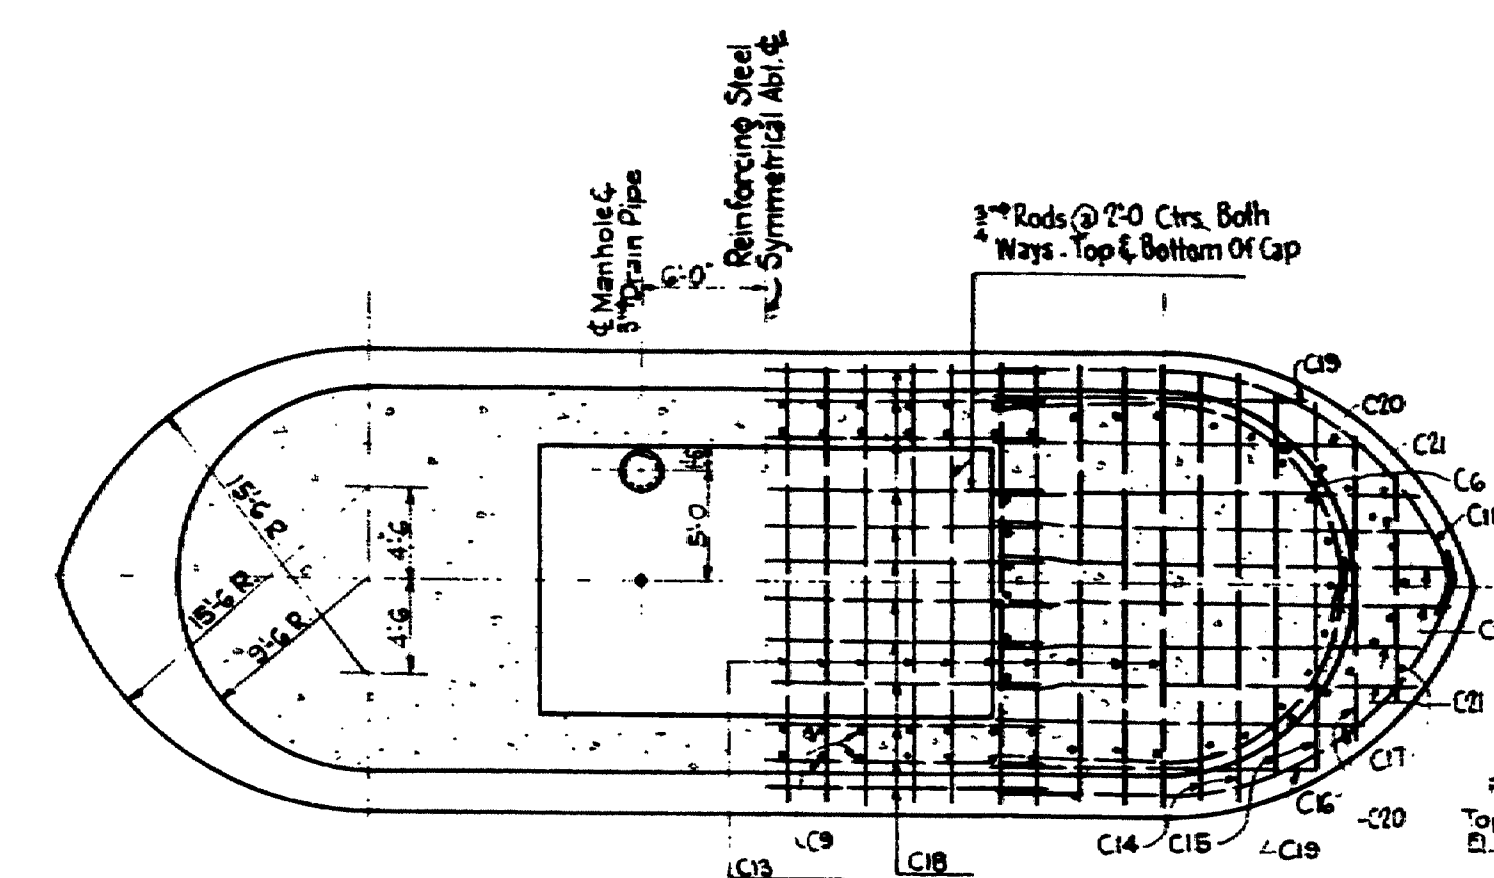 Reinforcing Steel
Symmetrical Abt. ℄
℄ Manhole &
3"ϕ Drain Pipe
6'-0"
3/4"ϕ Rods @ 2'-0 Ctrs. Both
Ways - Top & Bottom Of Cap
C19
C20
C21
C6
15'-6 R
4'-6
5'-0
1'-6
15'-6 R.
9'-6 R.
4'-6
C21
C17
C16
C20
C9
C14
C15
C19
C13
C18